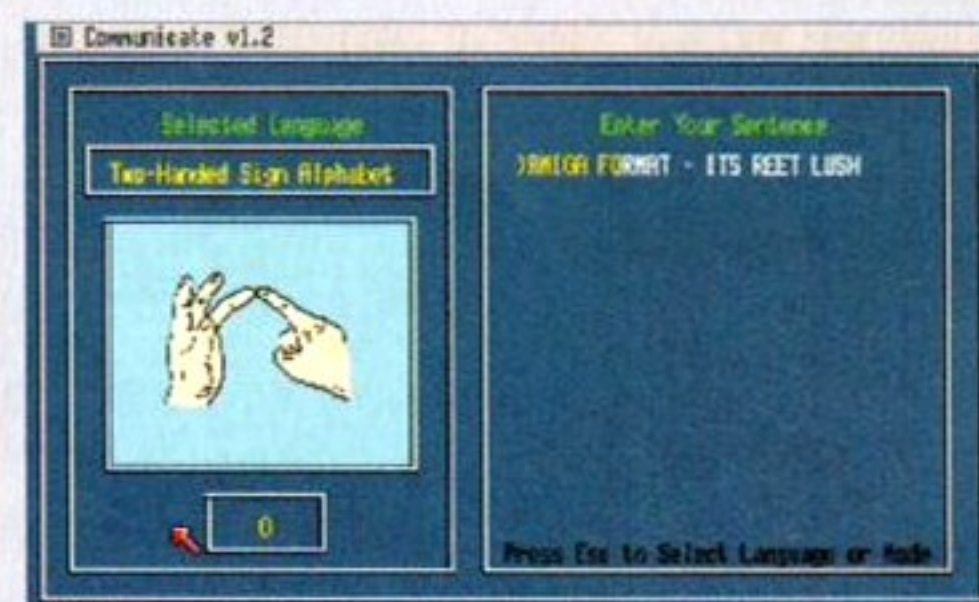 Communicate v1.2
Selected Language
Two-Handed Sign Alphabet
O
Enter Your Sentence
>AMIGA FORMAT - ITS REET LUSH
Press Esc to Select Language or Mode